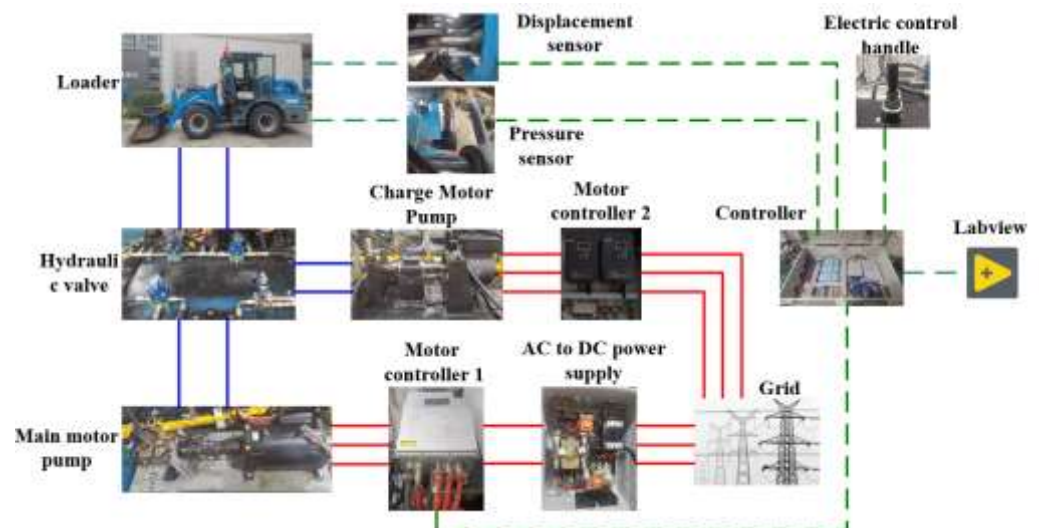 Displacement
sensor
Electric control
handle
Loader
Pressure
sensor
Charge Motor
Pump
Motor
controller 2
Controller
Labview
Hydrauli
c valve
Motor
controller 1
AC to DC power
supply
Grid
Main motor
pump